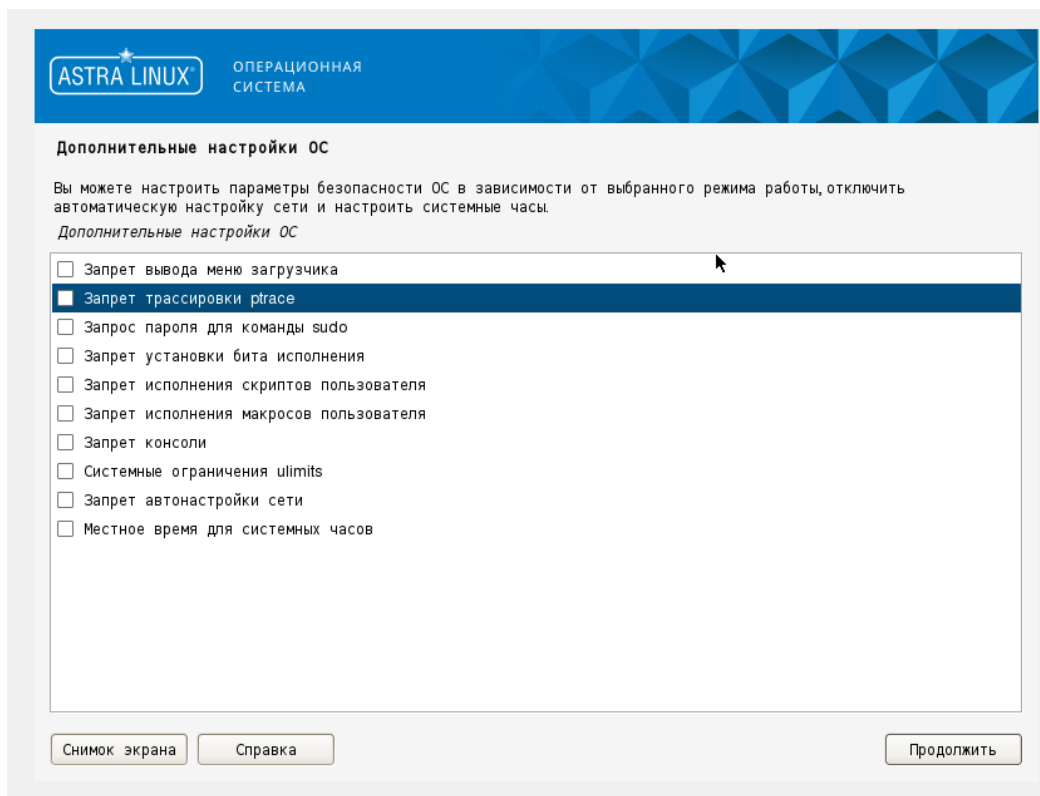 ASTRA LINUX®
ОПЕРАЦИОННАЯ
СИСТЕМА
Дополнительные настройки ОС
Вы можете настроить параметры безопасности ОС в зависимости от выбранного режима работы, отключить
автоматическую настройку сети и настроить системные часы.
Дополнительные настройки ОС
Запрет вывода меню загрузчика
Запрет трассировки ptrace
Запрос пароля для команды sudo
Запрет установки бита исполнения
Запрет исполнения скриптов пользователя
Запрет исполнения макросов пользователя
Запрет консоли
Системные ограничения ulimits
Запрет автонастройки сети
Местное время для системных часов
Снимок экрана
Справка
Продолжить